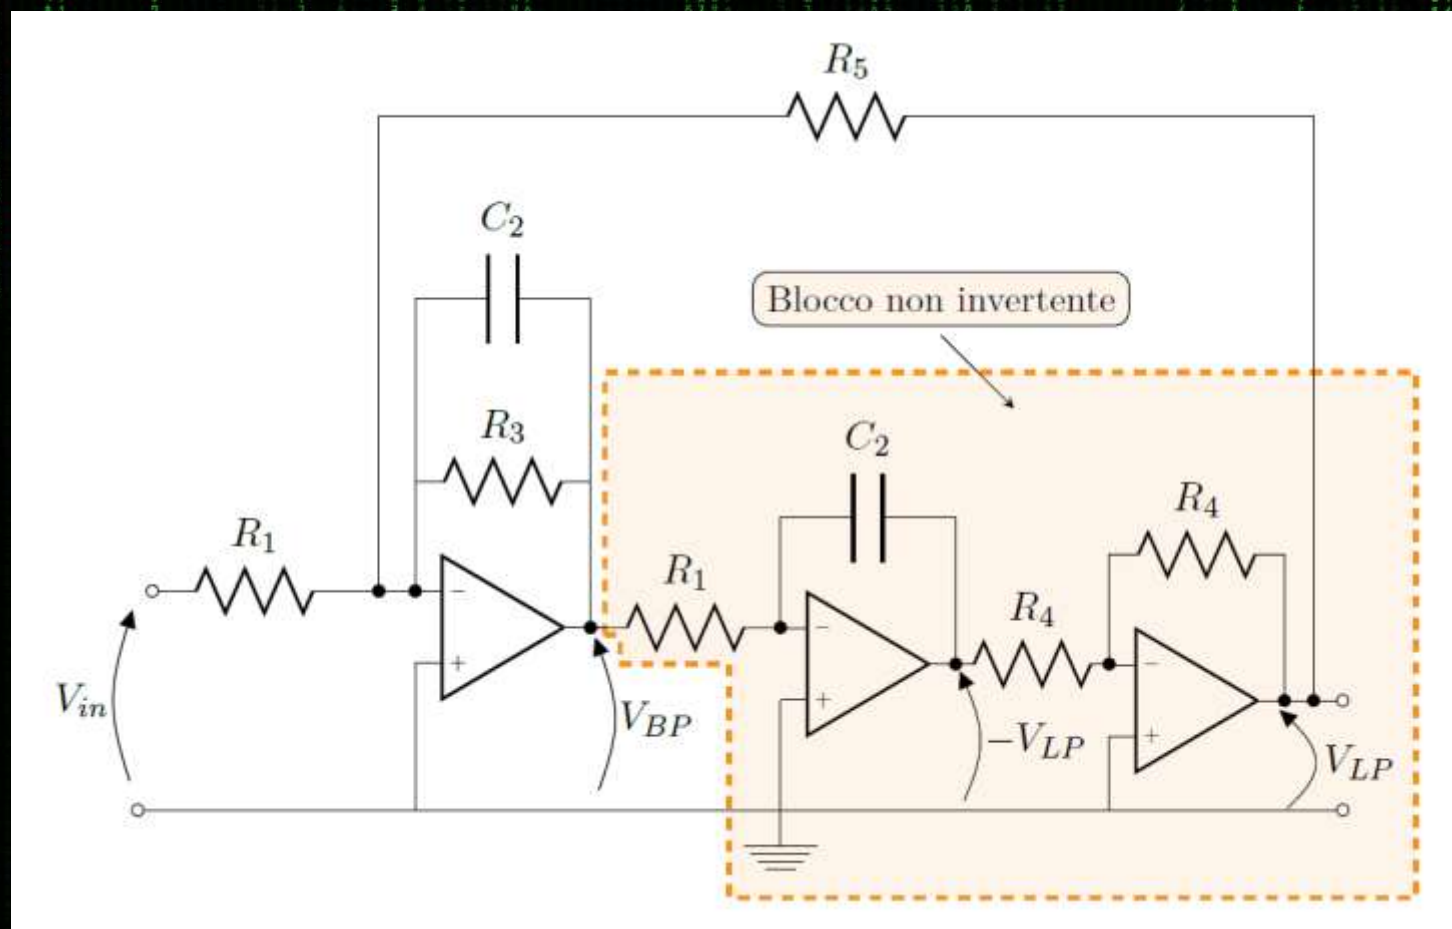 R5
C2
Blocco non invertente
R3
C2
R4
R1
R1
R4
−
−
−
+
+
+
Vin
VBP
−VLP
VLP